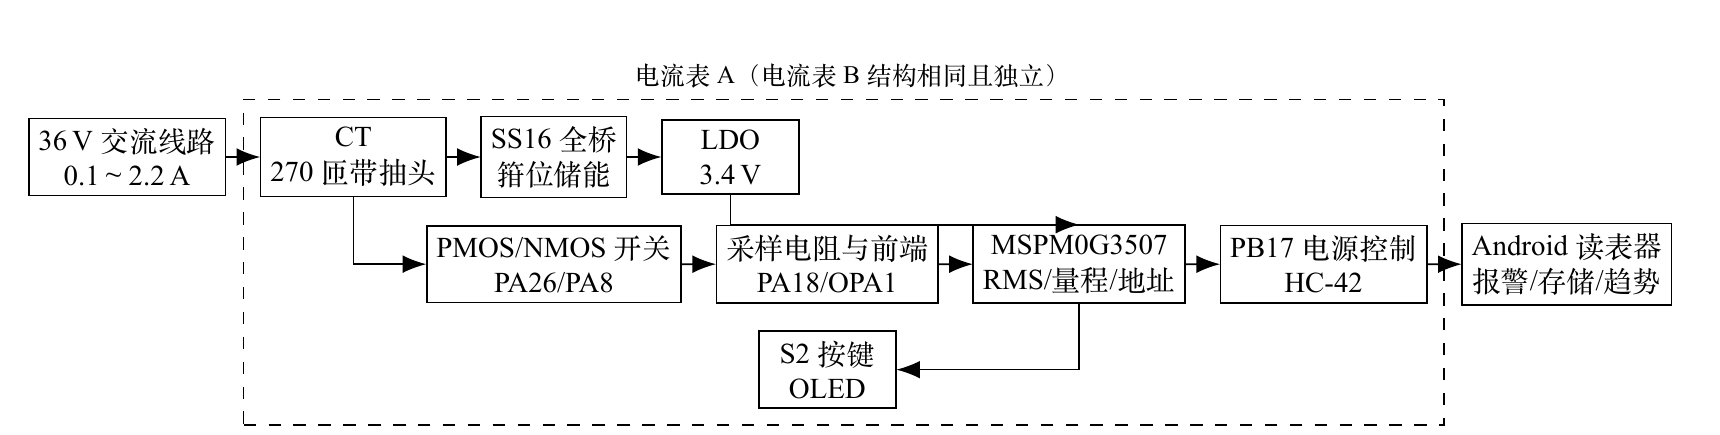 电流表 A（电流表 B 结构相同且独立）
36 V 交流线路
0.1 ~ 2.2 A
CT
270 匝带抽头
SS16 全桥
箝位储能
LDO
3.4 V
PMOS/NMOS 开关
PA26/PA8
采样电阻与前端
PA18/OPA1
MSPM0G3507
RMS/量程/地址
PB17 电源控制
HC-42
Android 读表器
报警/存储/趋势
S2 按键
OLED